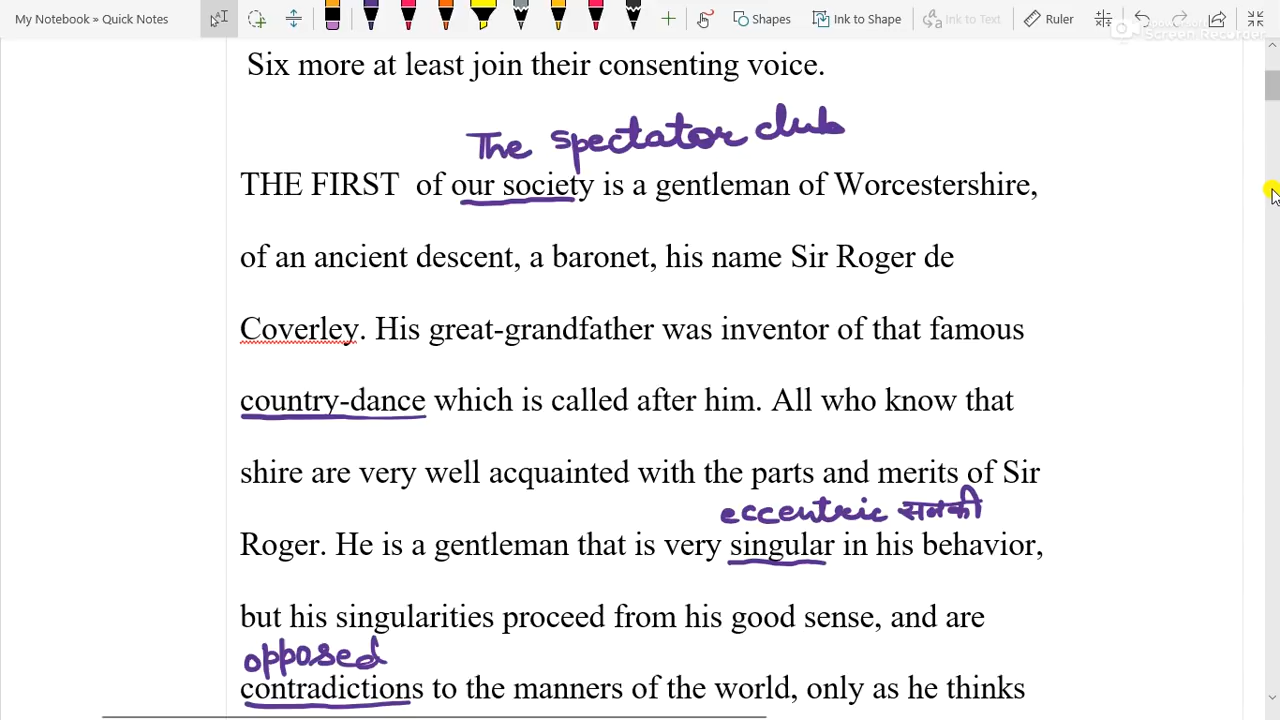 My Notebook » Quick Notes
Shapes
Ink to Shape
Ink to Text
Ruler
Screen Recorder
Six more at least join their consenting voice.
The spectator club
THE FIRST of our society is a gentleman of Worcestershire,
of an ancient descent, a baronet, his name Sir Roger de
Coverley. His great-grandfather was inventor of that famous
country-dance which is called after him. All who know that
shire are very well acquainted with the parts and merits of Sir
eccentric सनकी
Roger. He is a gentleman that is very singular in his behavior,
but his singularities proceed from his good sense, and are
opposed
contradictions to the manners of the world, only as he thinks